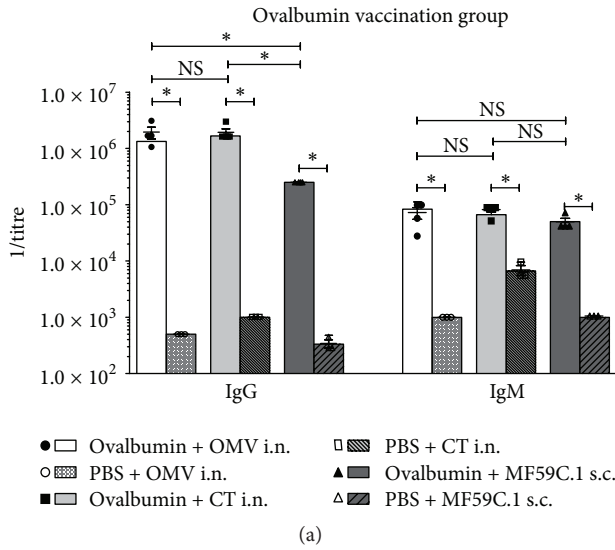 Ovalbumin vaccination group
*
NS
*
*
*
*
NS
NS
NS
*
*
*
1.0 × 10⁷
1.0 × 10⁶
1.0 × 10⁵
1.0 × 10⁴
1.0 × 10³
1.0 × 10²
1/titre
IgG
IgM
Ovalbumin + OMV i.n.
PBS + OMV i.n.
Ovalbumin + CT i.n.
PBS + CT i.n.
Ovalbumin + MF59C.1 s.c.
PBS + MF59C.1 s.c.
(a)